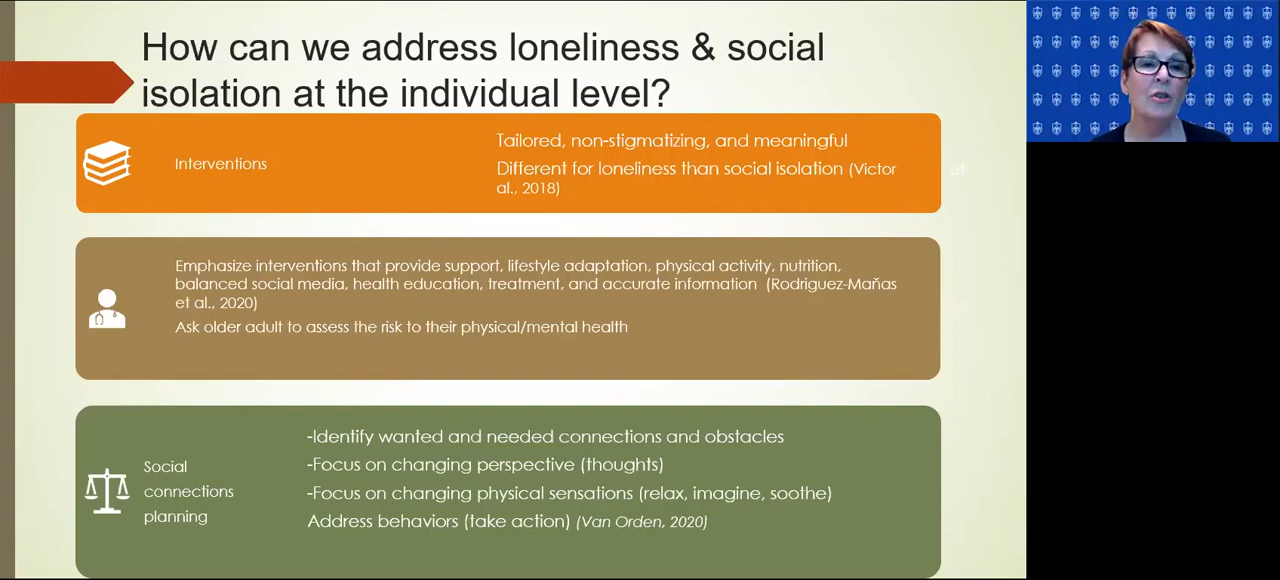 How can we address loneliness & social
isolation at the individual level?
Interventions
Tailored, non-stigmatizing, and meaningful
Different for loneliness than social isolation (Victor et
al., 2018)
Emphasize interventions that provide support, lifestyle adaptation, physical activity, nutrition,
balanced social media, health education, treatment, and accurate information (Rodriguez-Maňas
et al., 2020)
Ask older adult to assess the risk to their physical/mental health
Social
connections
planning
-Identify wanted and needed connections and obstacles
-Focus on changing perspective (thoughts)
-Focus on changing physical sensations (relax, imagine, soothe)
Address behaviors (take action) (Van Orden, 2020)